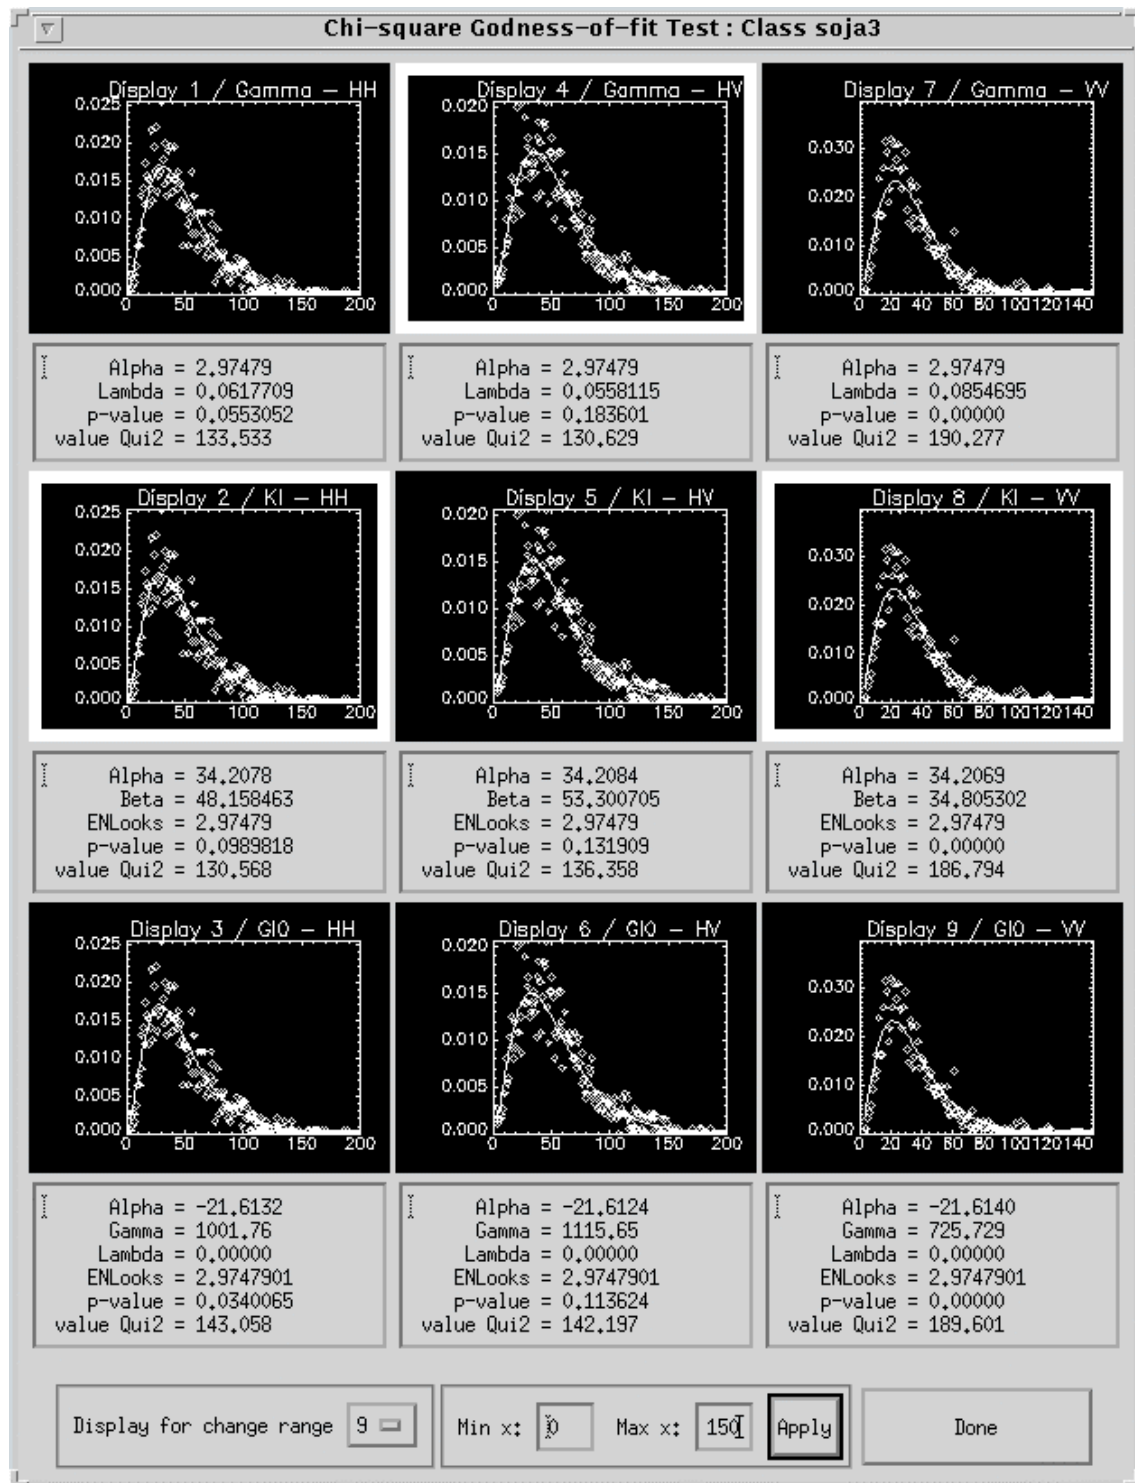 Chi-square Godness-of-fit Test : Class soja3
Display 1 / Gamma - HH
0.025
0.020
0.015
0.010
0.005
0.000
0 50 100 150 200
Display 4 / Gamma - HV
0.020
0.015
0.010
0.005
0.000
0 50 100 150 200
Display 7 / Gamma - VV
0.030
0.020
0.010
0.000
0 20 40 60 80 100 120 140
Alpha = 2.97479
Lambda = 0.0617709
p-value = 0.0553052
value Qui2 = 133.533
Alpha = 2.97479
Lambda = 0.0558115
p-value = 0.183601
value Qui2 = 130.629
Alpha = 2.97479
Lambda = 0.0854695
p-value = 0.00000
value Qui2 = 190.277
Display 2 / KI - HH
0.025
0.020
0.015
0.010
0.005
0.000
0 50 100 150 200
Display 5 / KI - HV
0.020
0.015
0.010
0.005
0.000
0 50 100 150 200
Display 8 / KI - VV
0.030
0.020
0.010
0.000
0 20 40 60 80 100 120 140
Alpha = 34.2078
Beta = 48.158463
ENLooks = 2.97479
p-value = 0.0989818
value Qui2 = 130.568
Alpha = 34.2084
Beta = 53.300705
ENLooks = 2.97479
p-value = 0.131909
value Qui2 = 136.358
Alpha = 34.2069
Beta = 34.805302
ENLooks = 2.97479
p-value = 0.00000
value Qui2 = 186.794
Display 3 / GI0 - HH
0.025
0.020
0.015
0.010
0.005
0.000
0 50 100 150 200
Display 6 / GI0 - HV
0.020
0.015
0.010
0.005
0.000
0 50 100 150 200
Display 9 / GI0 - VV
0.030
0.020
0.010
0.000
0 20 40 60 80 100 120 140
Alpha = -21.6132
Gamma = 1001.76
Lambda = 0.00000
ENLooks = 2.9747901
p-value = 0.0340065
value Qui2 = 143.058
Alpha = -21.6124
Gamma = 1115.65
Lambda = 0.00000
ENLooks = 2.9747901
p-value = 0.113624
value Qui2 = 142.197
Alpha = -21.6140
Gamma = 725.729
Lambda = 0.00000
ENLooks = 2.9747901
p-value = 0.00000
value Qui2 = 189.601
Display for change range 9 Min x: 0 Max x: 150 Apply Done